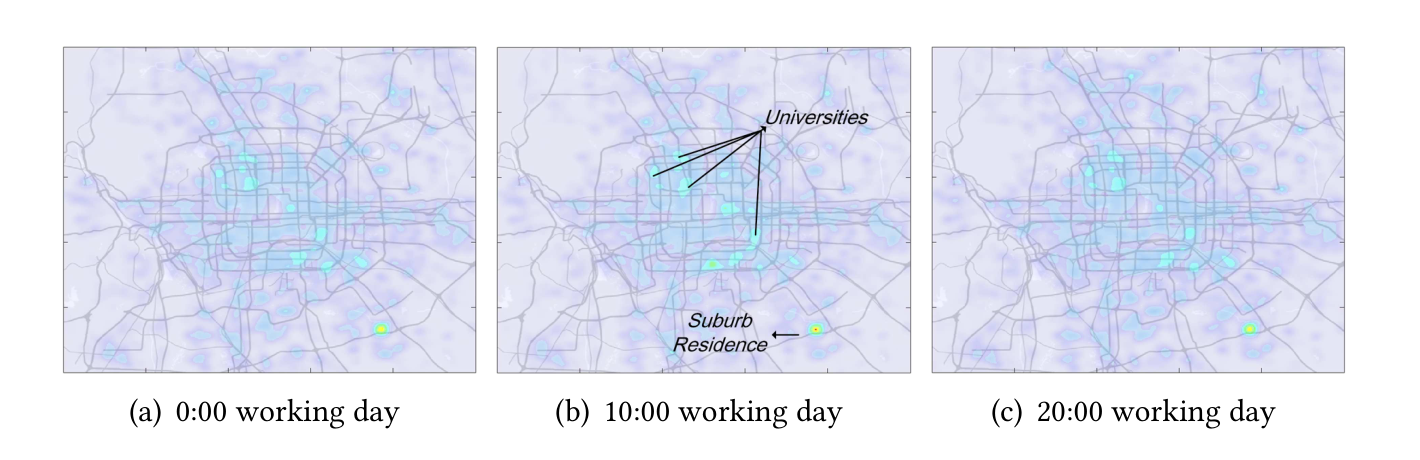 Universities
Suburb
Residence
(a) 0:00 working day
(b) 10:00 working day
(c) 20:00 working day